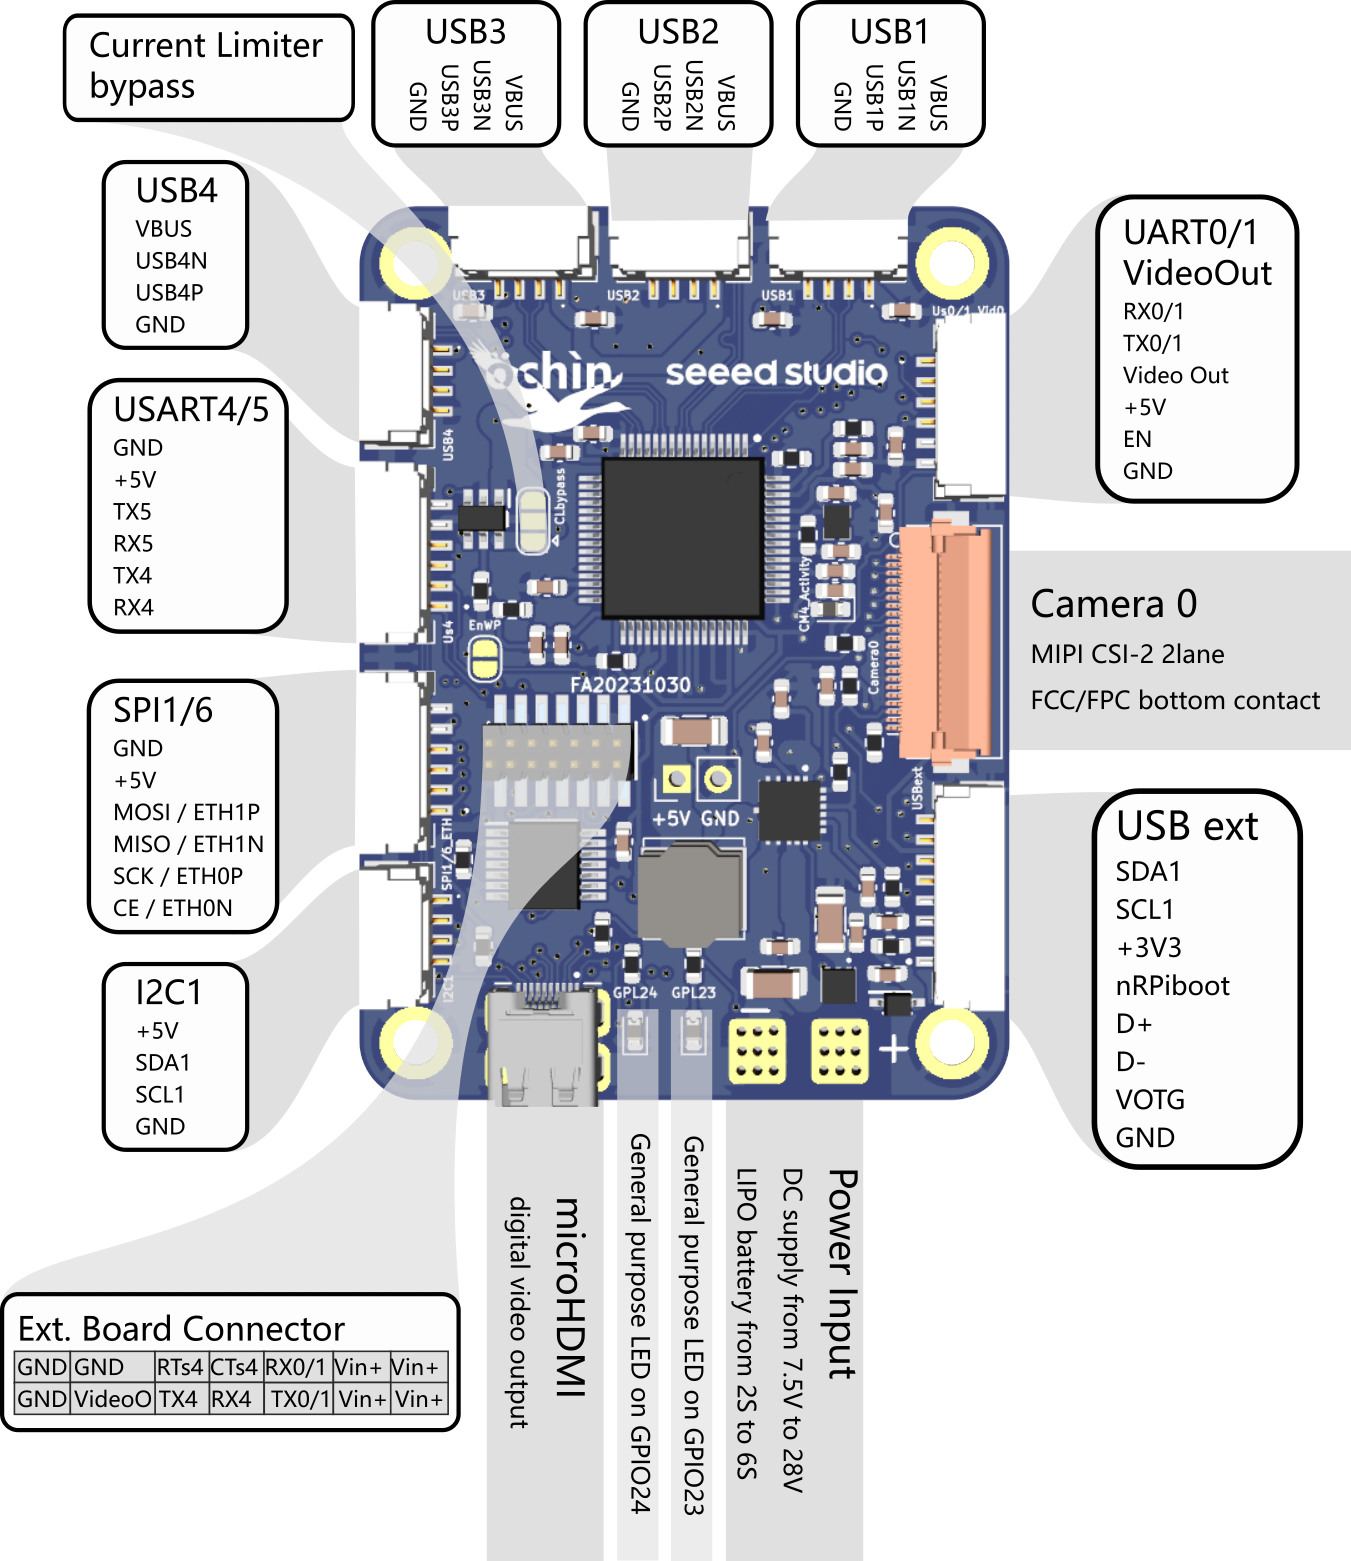 Current Limiter
bypass
USB3
GND
USB3P
USB3N
VBUS
USB2
GND
USB2P
USB2N
VBUS
USB1
GND
USB1P
USB1N
VBUS
USB4
VBUS
USB4N
USB4P
GND
USART4/5
GND
+5V
TX5
RX5
TX4
RX4
SPI1/6
GND
+5V
MOSI / ETH1P
MISO / ETH1N
SCK / ETH0P
CE / ETH0N
I2C1
+5V
SDA1
SCL1
GND
UART0/1
VideoOut
RX0/1
TX0/1
Video Out
+5V
EN
GND
Camera 0
MIPI CSI-2 2lane
FCC/FPC bottom contact
USB ext
SDA1
SCL1
+3V3
nRPiboot
D+
D-
VOTG
GND
USB3
USB2
USB1
Us0/1_Vid0
ochin
seeed studio
USB4
CLbypass
CM4_Activity
Us4
EnWP
Camera0
FA20231030
USBext
+5V GND
SPI1/6_ETH
I2C1
GPL24 GPL23
+
Ext. Board Connector
GND GND RTs4 CTs4 RX0/1 Vin+ Vin+
GND VideoO TX4 RX4 TX0/1 Vin+ Vin+
microHDMI
digital video output
General purpose LED on GPIO24
General purpose LED on GPIO23
Power Input
DC supply from 7.5V to 28V
LIPO battery from 2S to 6S